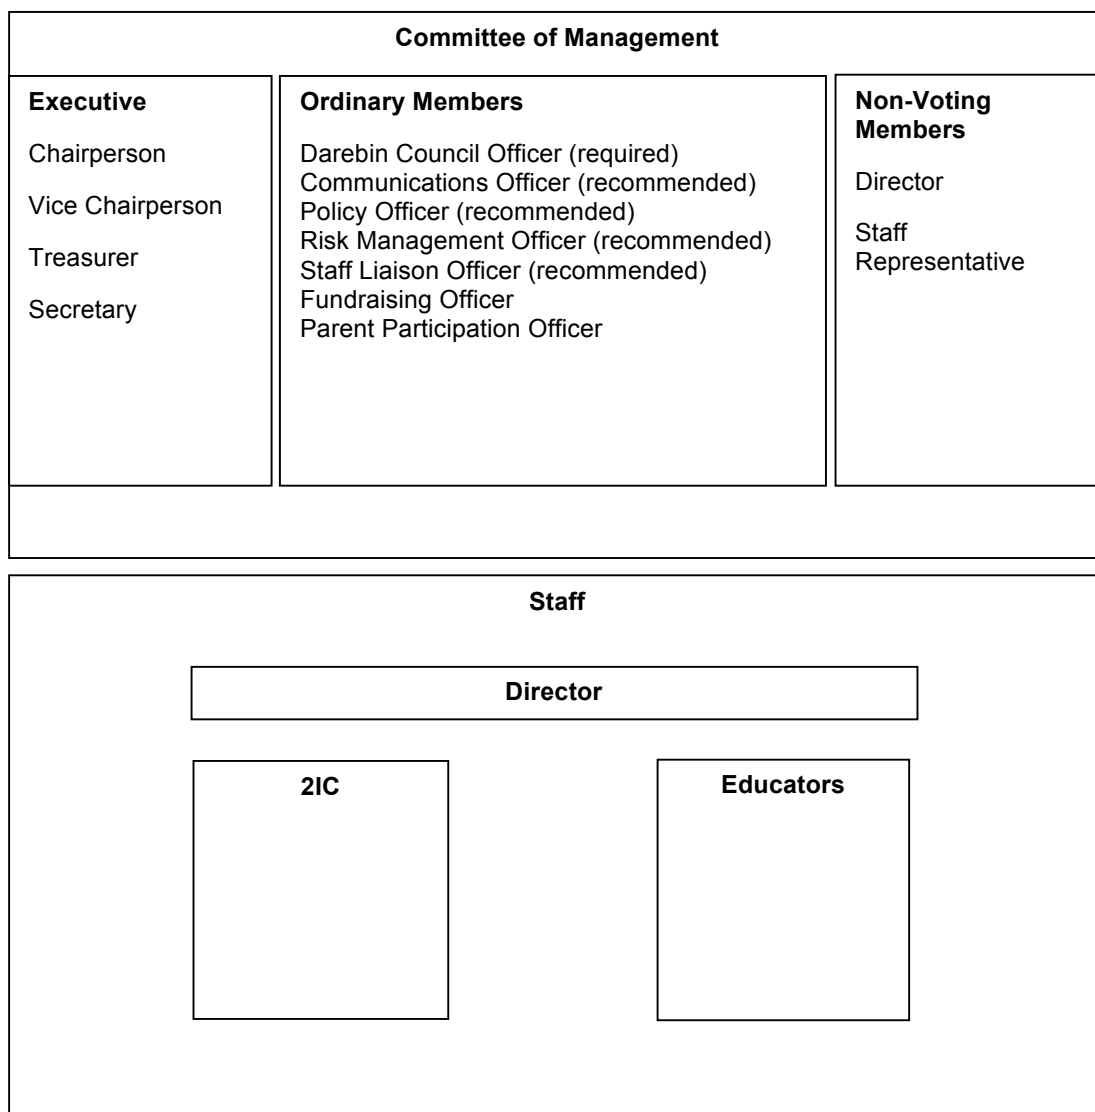 Committee of Management
Executive
Chairperson
Vice Chairperson
Treasurer
Secretary
Ordinary Members
Darebin Council Officer (required)
Communications Officer (recommended)
Policy Officer (recommended)
Risk Management Officer (recommended)
Staff Liaison Officer (recommended)
Fundraising Officer
Parent Participation Officer
Non-Voting
Members
Director
Staff
Representative
Staff
Director
2IC
Educators